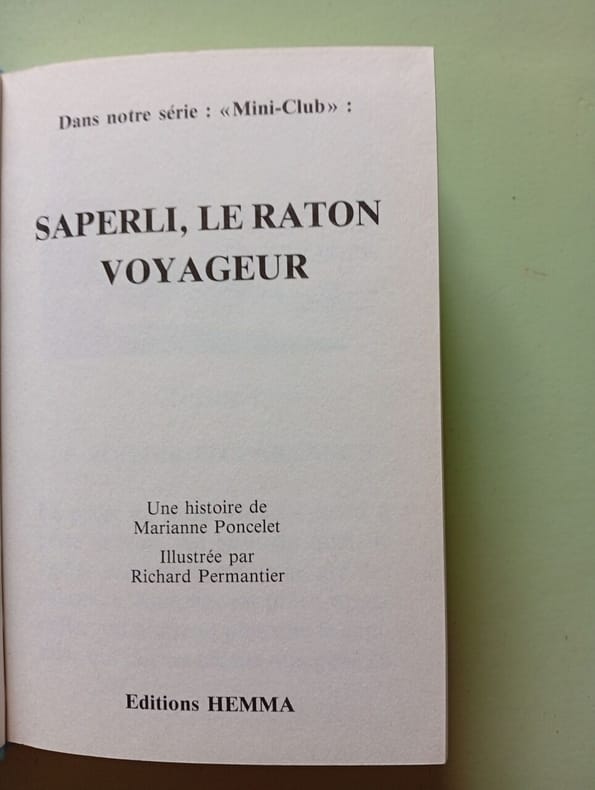 Dans notre série : «Mini-Club» :
SAPERLI, LE RATON
VOYAGEUR
Une histoire de
Marianne Poncelet
Illustrée par
Richard Permantier
Editions HEMMA